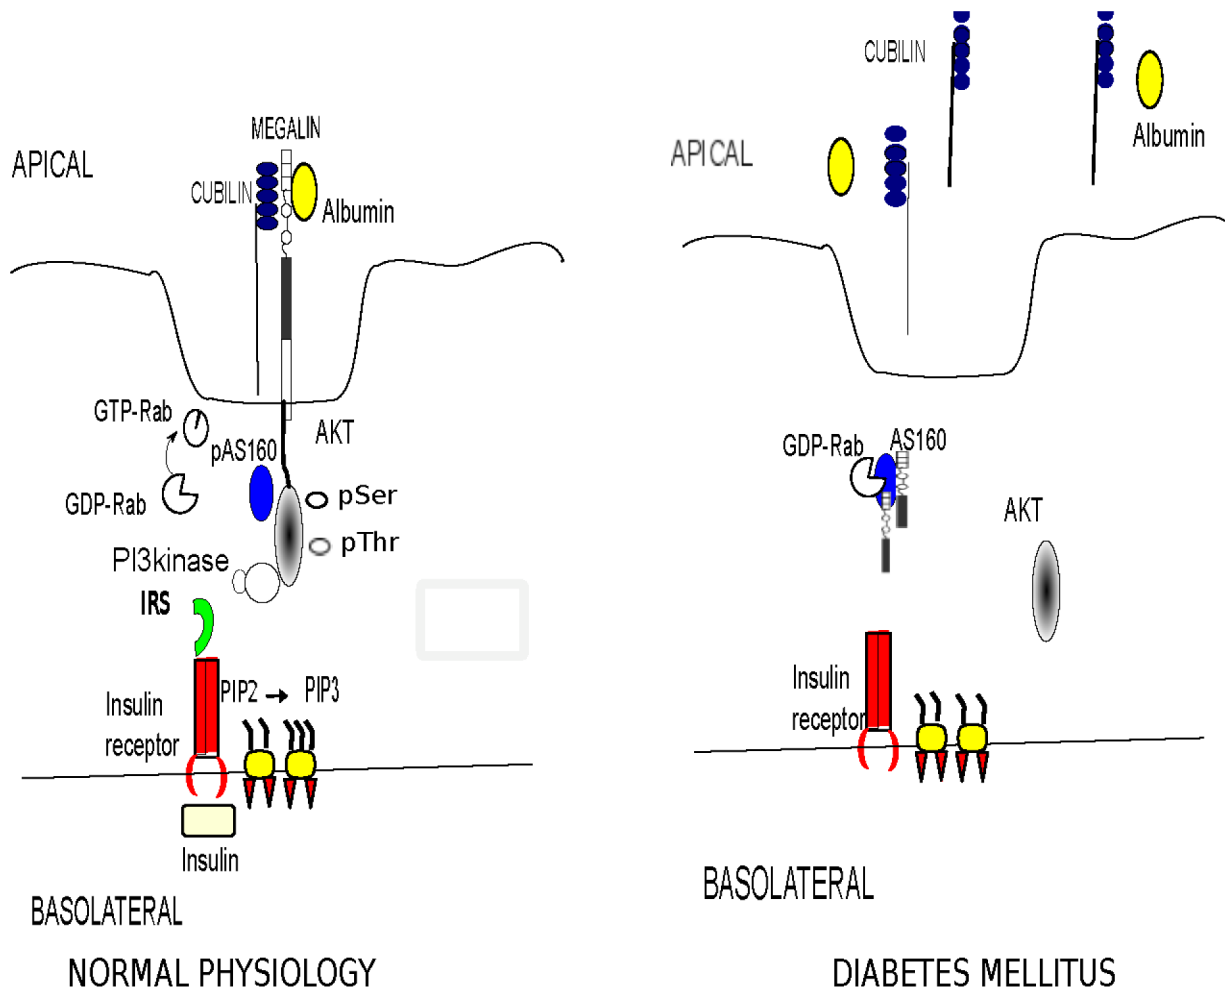 MEGALIN
APICAL
CUBILIN
Albumin
GTP-Rab
AKT
pAS160
GDP-Rab
pSer
pThr
PI3kinase
IRS
PIP2 → PIP3
Insulin
receptor
Insulin
BASOLATERAL
NORMAL PHYSIOLOGY
CUBILIN
Albumin
APICAL
GDP-Rab
AS160
AKT
Insulin
receptor
BASOLATERAL
DIABETES MELLITUS